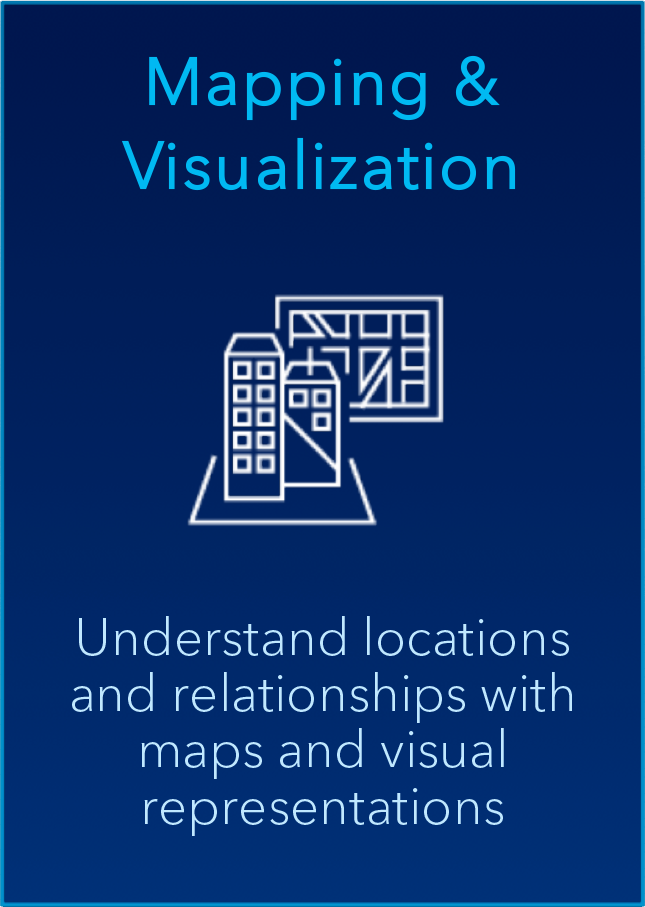 Mapping &
Visualization
Understand locations
and relationships with
maps and visual
representations